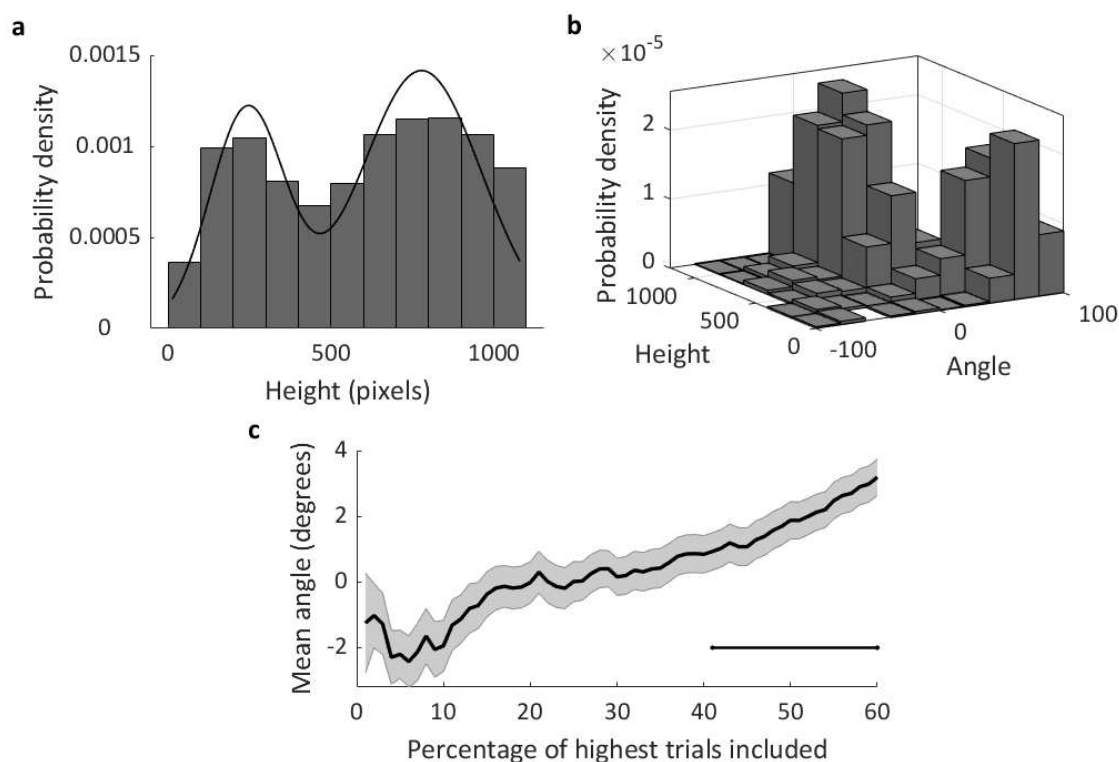 a
0.0015
0.001
0.0005
0
Probability density
0 500 1000
Height (pixels)
b
×10-5
2
1
0
Probability density
1000
500
0
Height
-100
0
100
Angle
c
4
2
0
-2
Mean angle (degrees)
0 10 20 30 40 50 60
Percentage of highest trials included